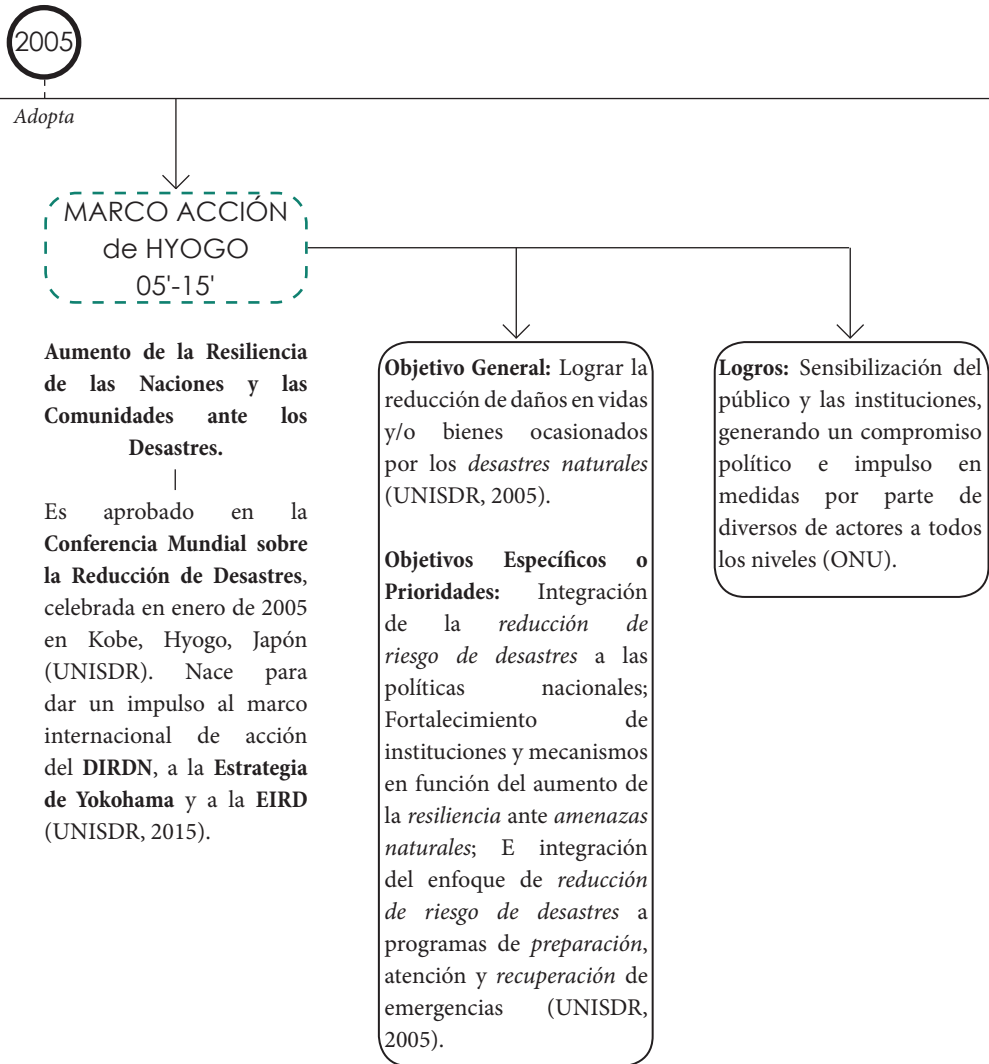 2005
Adopta
MARCO ACCIÓN
de HYOGO
05'-15'
Aumento de la Resiliencia
de las Naciones y las
Comunidades ante los
Desastres.
Es aprobado en la
Conferencia Mundial sobre
la Reducción de Desastres,
celebrada en enero de 2005
en Kobe, Hyogo, Japón
(UNISDR). Nace para
dar un impulso al marco
internacional de acción
del DIRDN, a la Estrategia
de Yokohama y a la EIRD
(UNISDR, 2015).
Objetivo General: Lograr la
reducción de daños en vidas
y/o bienes ocasionados
por los desastres naturales
(UNISDR, 2005).
Objetivos Específicos o
Prioridades: Integración
de la reducción de
riesgo de desastres a las
políticas nacionales;
Fortalecimiento de
instituciones y mecanismos
en función del aumento de
la resiliencia ante amenazas
naturales; E integración
del enfoque de reducción
de riesgo de desastres a
programas de preparación,
atención y recuperación de
emergencias (UNISDR,
2005).
Logros: Sensibilización del
público y las instituciones,
generando un compromiso
político e impulso en
medidas por parte de
diversos de actores a todos
los niveles (ONU).